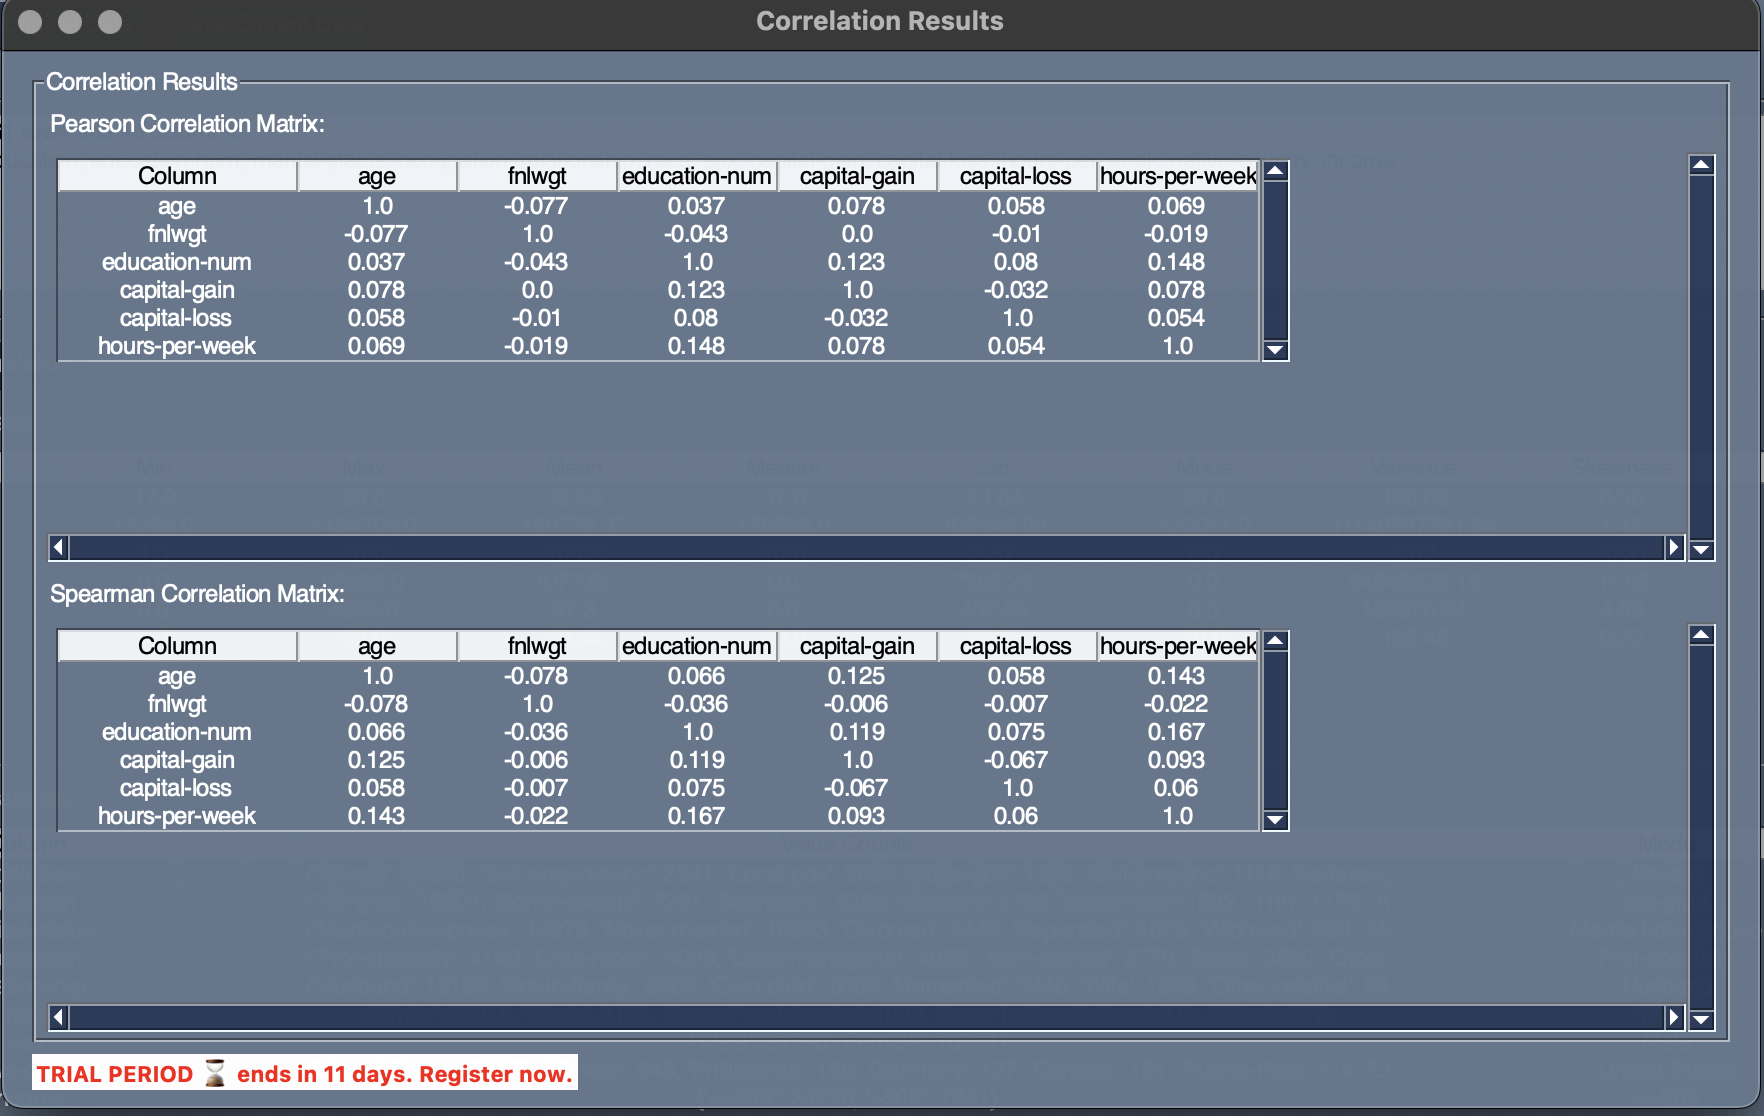 Correlation Results
Correlation Results
Pearson Correlation Matrix:
Column age fnlwgt education-num capital-gain capital-loss hours-per-week
age 1.0 -0.077 0.037 0.078 0.058 0.069
fnlwgt -0.077 1.0 -0.043 0.0 -0.01 -0.019
education-num 0.037 -0.043 1.0 0.123 0.08 0.148
capital-gain 0.078 0.0 0.123 1.0 -0.032 0.078
capital-loss 0.058 -0.01 0.08 -0.032 1.0 0.054
hours-per-week 0.069 -0.019 0.148 0.078 0.054 1.0
Min Max Mean Median Std Mode Variance Skewness
Spearman Correlation Matrix:
Column age fnlwgt education-num capital-gain capital-loss hours-per-week
age 1.0 -0.078 0.066 0.125 0.058 0.143
fnlwgt -0.078 1.0 -0.036 -0.006 -0.007 -0.022
education-num 0.066 -0.036 1.0 0.119 0.075 0.167
capital-gain 0.125 -0.006 0.119 1.0 -0.067 0.093
capital-loss 0.058 -0.007 0.075 -0.067 1.0 0.06
hours-per-week 0.143 -0.022 0.167 0.093 0.06 1.0
Value Counts
TRIAL PERIOD ⏳ ends in 11 days. Register now.